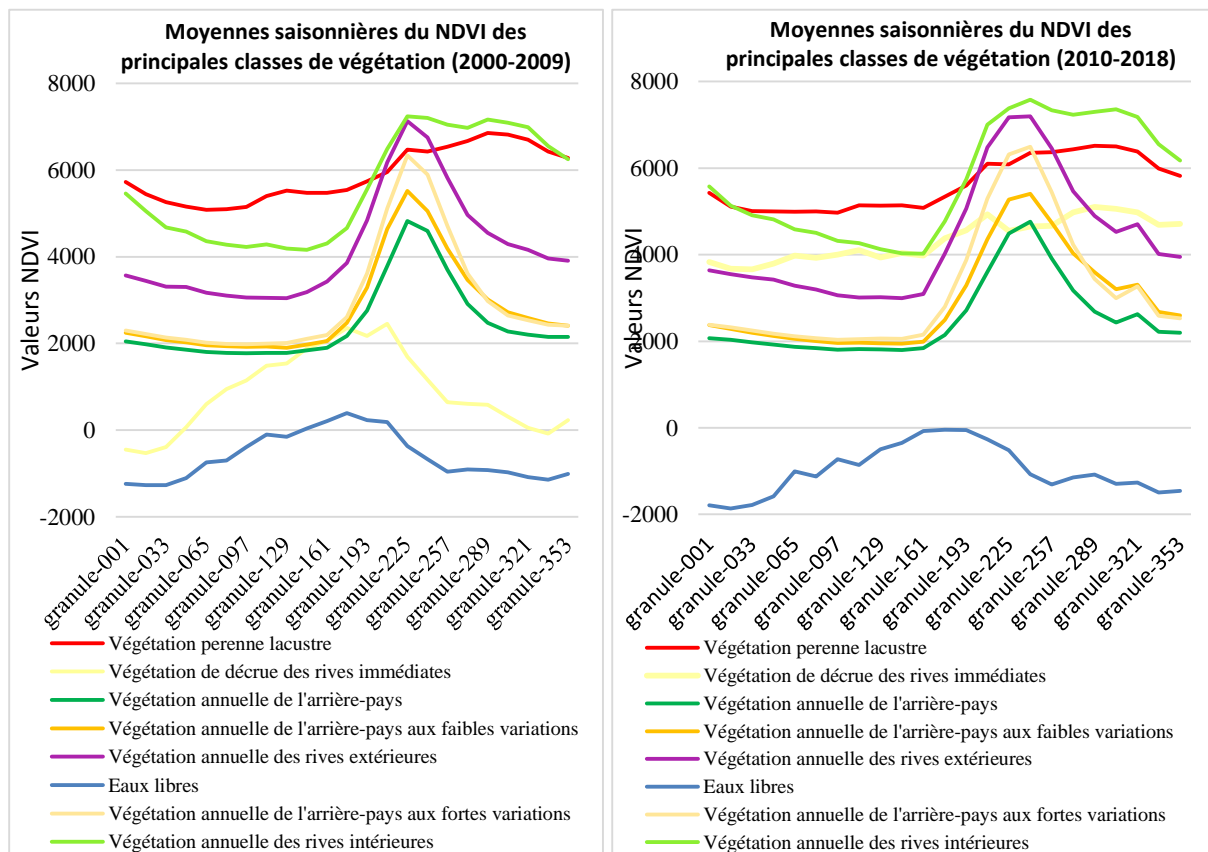 Moyennes saisonnières du NDVI des
principales classes de végétation (2000-2009)
Valeurs NDVI
8000
6000
4000
2000
0
-2000
granule-001
granule-033
granule-065
granule-097
granule-129
granule-161
granule-193
granule-225
granule-257
granule-289
granule-321
granule-353
Végétation perenne lacustre
Végétation de décrue des rives immédiates
Végétation annuelle de l'arrière-pays
Végétation annuelle de l'arrière-pays aux faibles variations
Végétation annuelle des rives extérieures
Eaux libres
Végétation annuelle de l'arrière-pays aux fortes variations
Végétation annuelle des rives intérieures
Moyennes saisonnières du NDVI des
principales classes de végétation (2010-2018)
Valeurs NDVI
8000
6000
4000
2000
0
-2000
granule-001
granule-033
granule-065
granule-097
granule-129
granule-161
granule-193
granule-225
granule-257
granule-289
granule-321
granule-353
Végétation perenne lacustre
Végétation de décrue des rives immédiates
Végétation annuelle de l'arrière-pays
Végétation annuelle de l'arrière-pays aux faibles variations
Végétation annuelle des rives extérieures
Eaux libres
Végétation annuelle de l'arrière-pays aux fortes variations
Végétation annuelle des rives intérieures